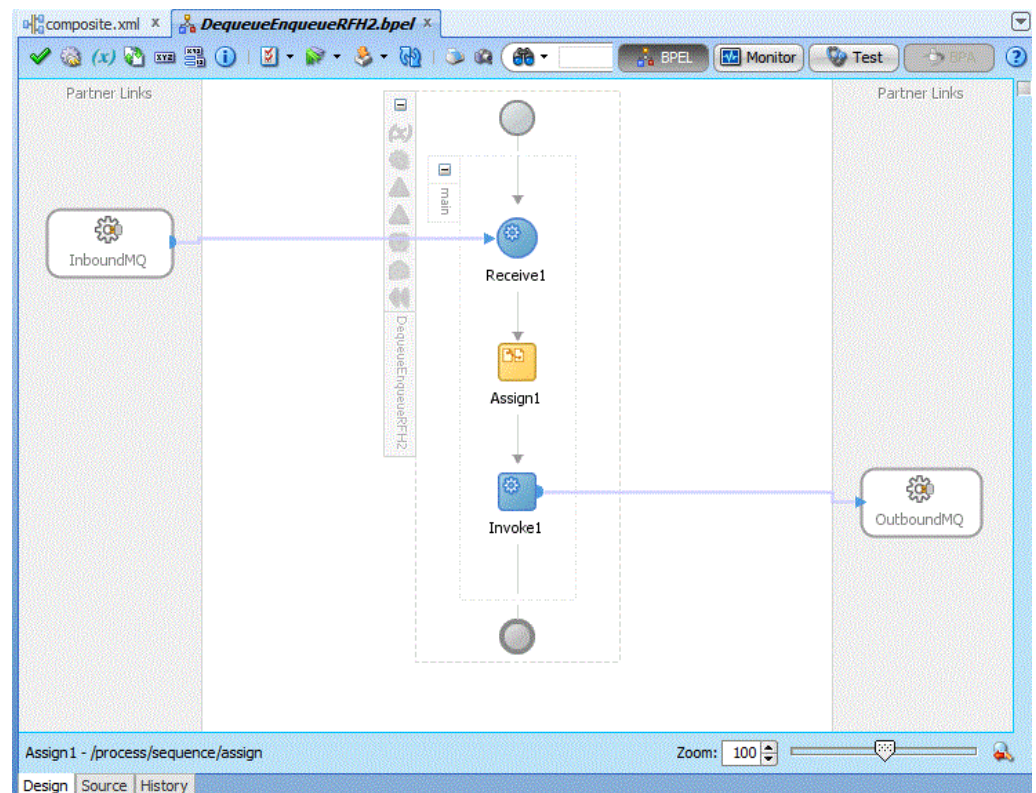 composite.xml x DequeueEnqueueRFH2.bpel x
(x) XYZ BPEL Monitor Test BPA
Partner Links
Partner Links
(x)
main
InboundMQ
Receive1
DequeueEnqueueRFH2
Assign1
Invoke1
OutboundMQ
Assign1 - /process/sequence/assign Zoom: 100
Design Source History